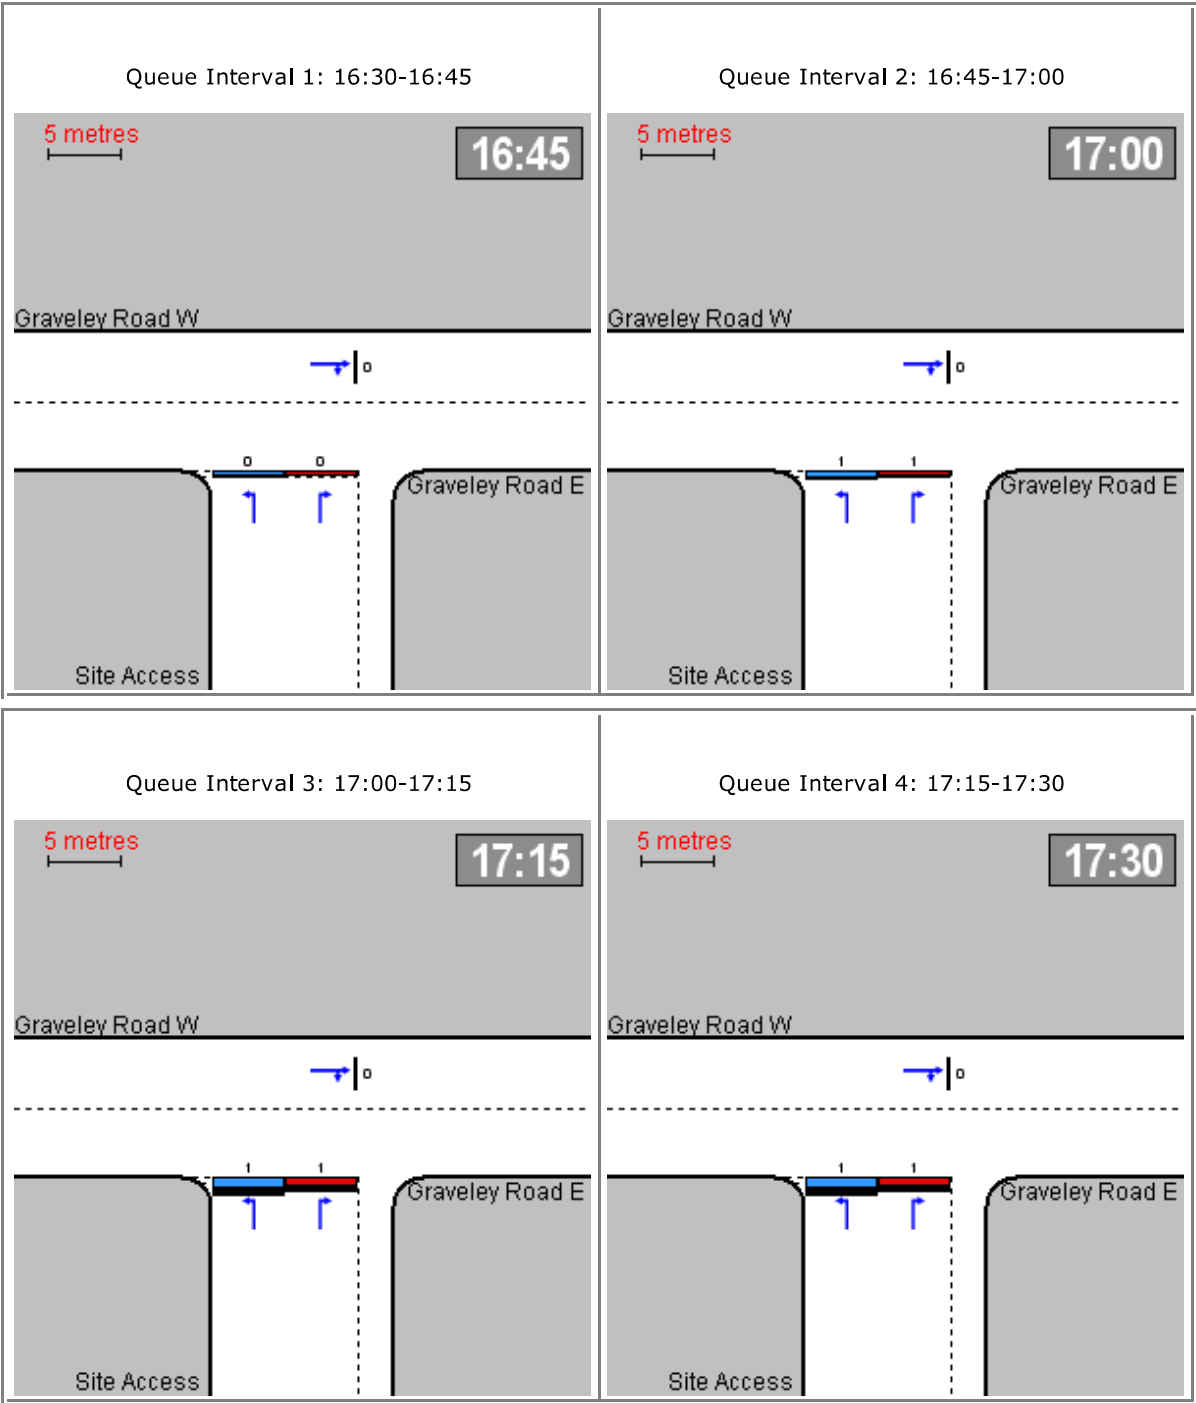 Queue Interval 1: 16:30-16:45
5 metres
16:45
Graveley Road W
0
0 0
Graveley Road E
Site Access
Queue Interval 2: 16:45-17:00
5 metres
17:00
Graveley Road W
0
1 1
Graveley Road E
Site Access
Queue Interval 3: 17:00-17:15
5 metres
17:15
Graveley Road W
0
1 1
Graveley Road E
Site Access
Queue Interval 4: 17:15-17:30
5 metres
17:30
Graveley Road W
0
1 1
Graveley Road E
Site Access